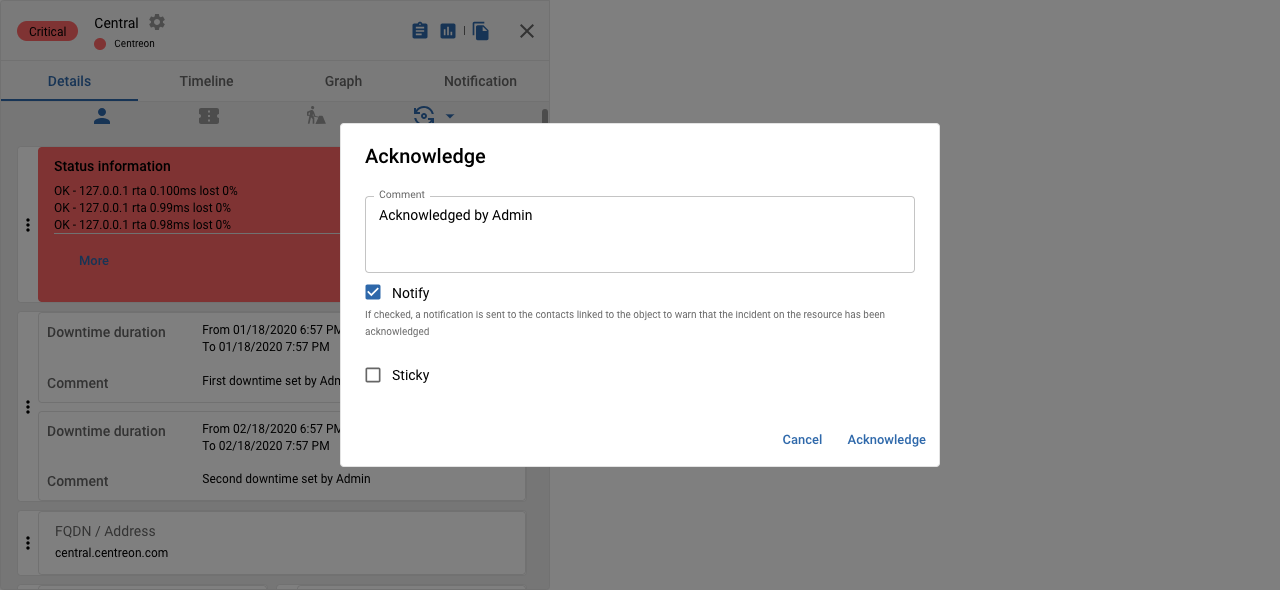 Critical
Central
Centreon
Details
Timeline
Graph
Notification
Status information
OK - 127.0.0.1 rta 0.100ms lost 0%
OK - 127.0.0.1 rta 0.99ms lost 0%
OK - 127.0.0.1 rta 0.98ms lost 0%
More
Downtime duration
From 01/18/2020 6:57 PM
To 01/18/2020 7:57 PM
Comment
First downtime set by Adm
Downtime duration
From 02/18/2020 6:57 PM
To 02/18/2020 7:57 PM
Comment
Second downtime set by Admin
FQDN / Address
central.centreon.com
Acknowledge
Comment
Acknowledged by Admin
Notify
If checked, a notification is sent to the contacts linked to the object to warn that the incident on the resource has been
acknowledged
Sticky
Cancel
Acknowledge